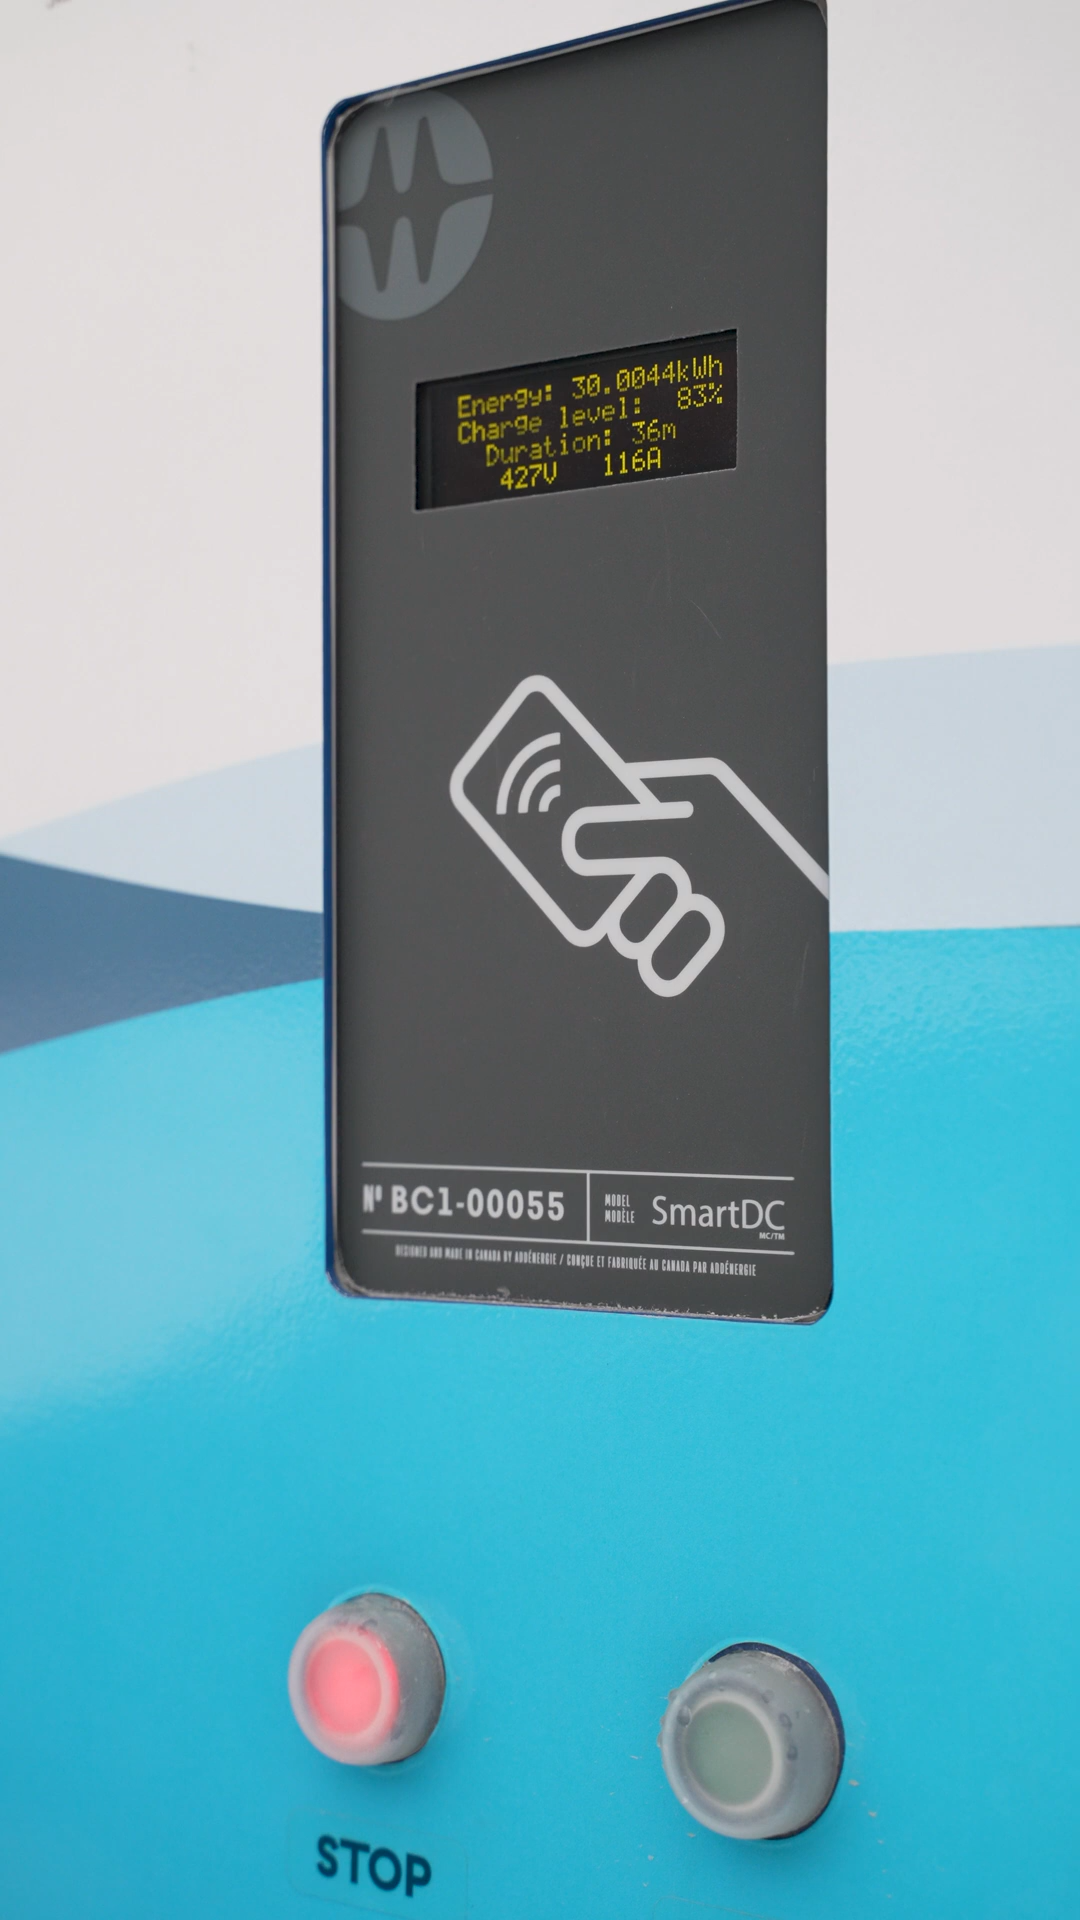 Energy: 30.0044kWh
Charge level: 83%
Duration: 36m
427V 116A
Nº BC1-00055
MODEL
MODÈLE
SmartDC
MC/TM
DESIGNED AND MADE IN CANADA BY ADDÉNERGIE / CONÇUE ET FABRIQUÉE AU CANADA PAR ADDÉNERGIE
STOP